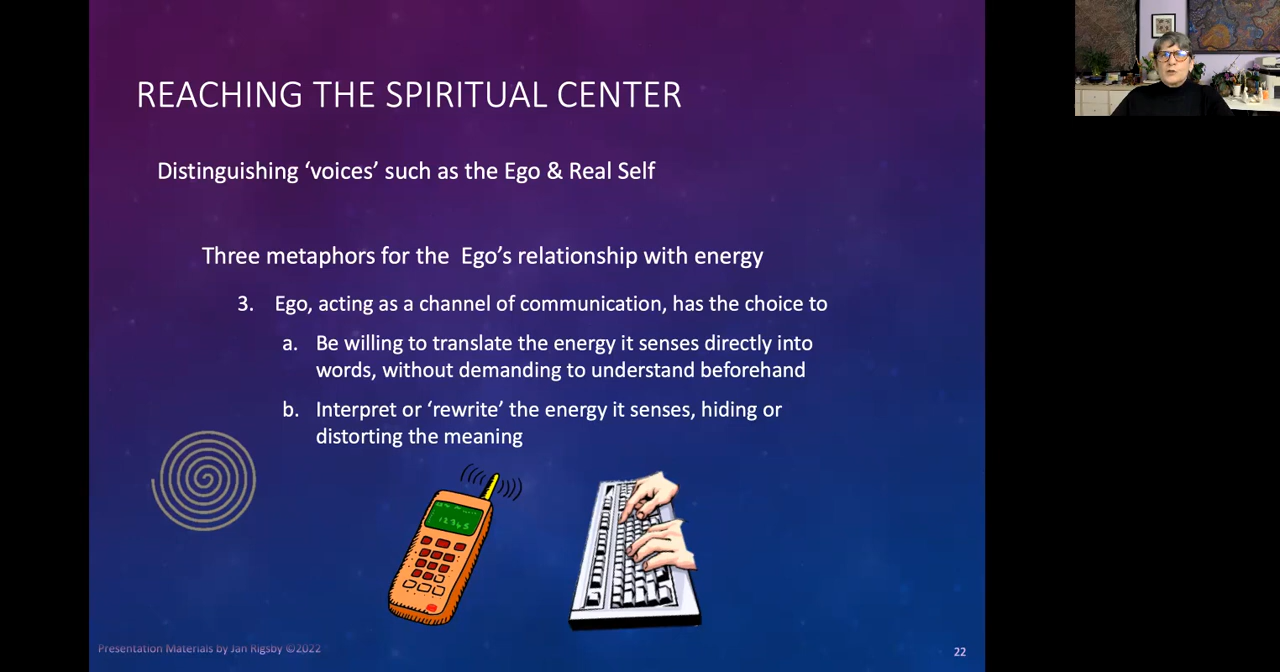 REACHING THE SPIRITUAL CENTER
Distinguishing ‘voices’ such as the Ego & Real Self
Three metaphors for the  Ego’s relationship with energy
3. Ego, acting as a channel of communication, has the choice to
a. Be willing to translate the energy it senses directly into
words, without demanding to understand beforehand
b. Interpret or ‘rewrite’ the energy it senses, hiding or
distorting the meaning
12345
Presentation Materials by Jan Rigsby ©2022
22